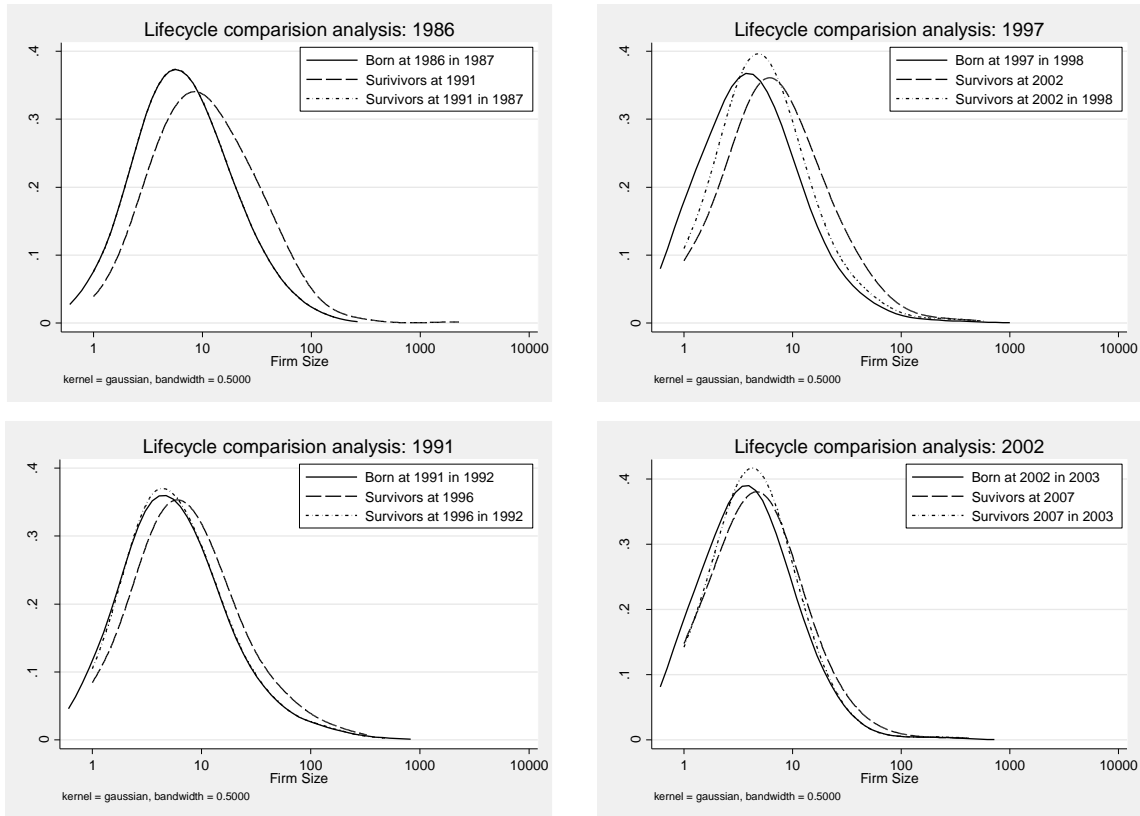 Lifecycle comparision analysis: 1986
Born at 1986 in 1987
Surivivors at 1991
Survivors at 1991 in 1987
.4
.3
.2
.1
0
1 10 100 1000 10000
Firm Size
kernel = gaussian, bandwidth = 0.5000
Lifecycle comparision analysis: 1997
Born at 1997 in 1998
Survivors at 2002
Survivors at 2002 in 1998
.4
.3
.2
.1
0
1 10 100 1000 10000
Firm Size
kernel = gaussian, bandwidth = 0.5000
Lifecycle comparision analysis: 1991
Born at 1991 in 1992
Survivors at 1996
Survivors at 1996 in 1992
.4
.3
.2
.1
0
1 10 100 1000 10000
Firm Size
kernel = gaussian, bandwidth = 0.5000
Lifecycle comparision analysis: 2002
Born at 2002 in 2003
Suvivors at 2007
Survivors 2007 in 2003
.4
.3
.2
.1
0
1 10 100 1000 10000
Firm Size
kernel = gaussian, bandwidth = 0.5000